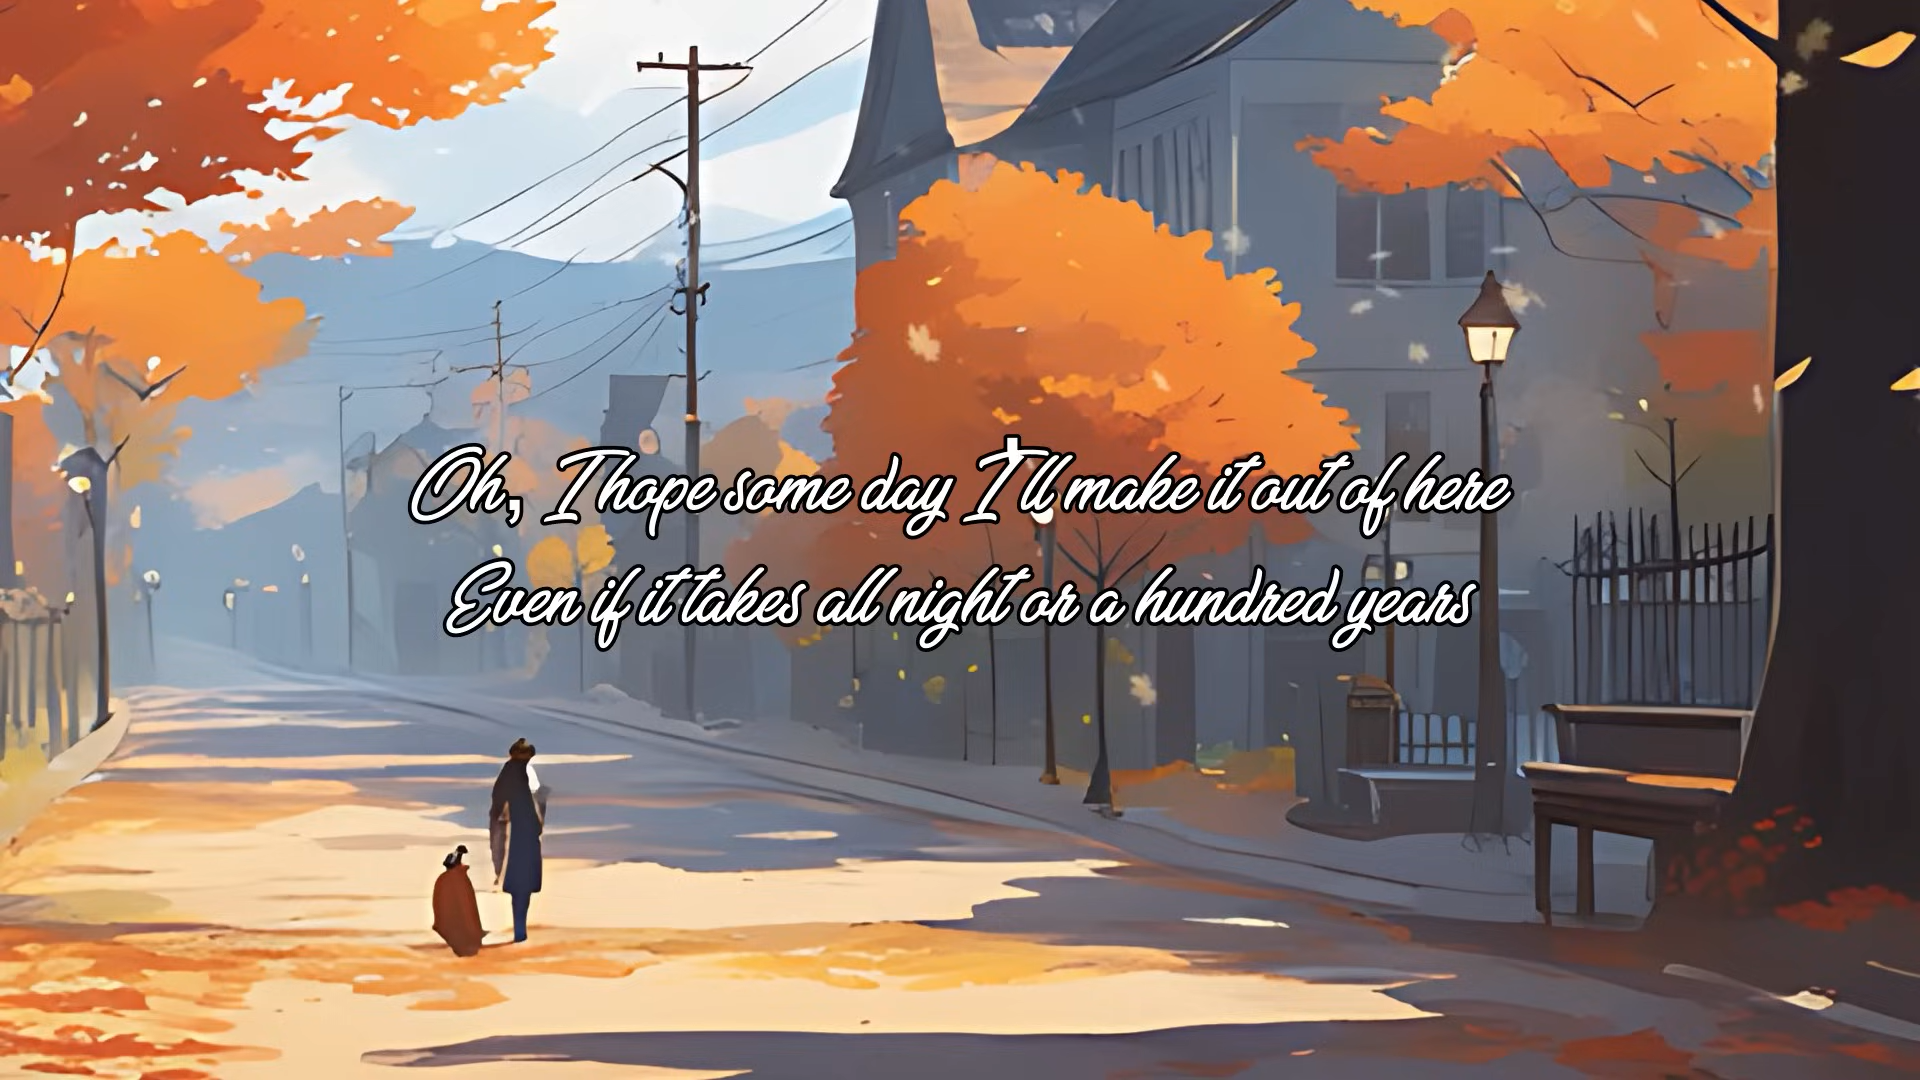 Oh, I hope some day I'll make it out of here
Even if it takes all night or a hundred years